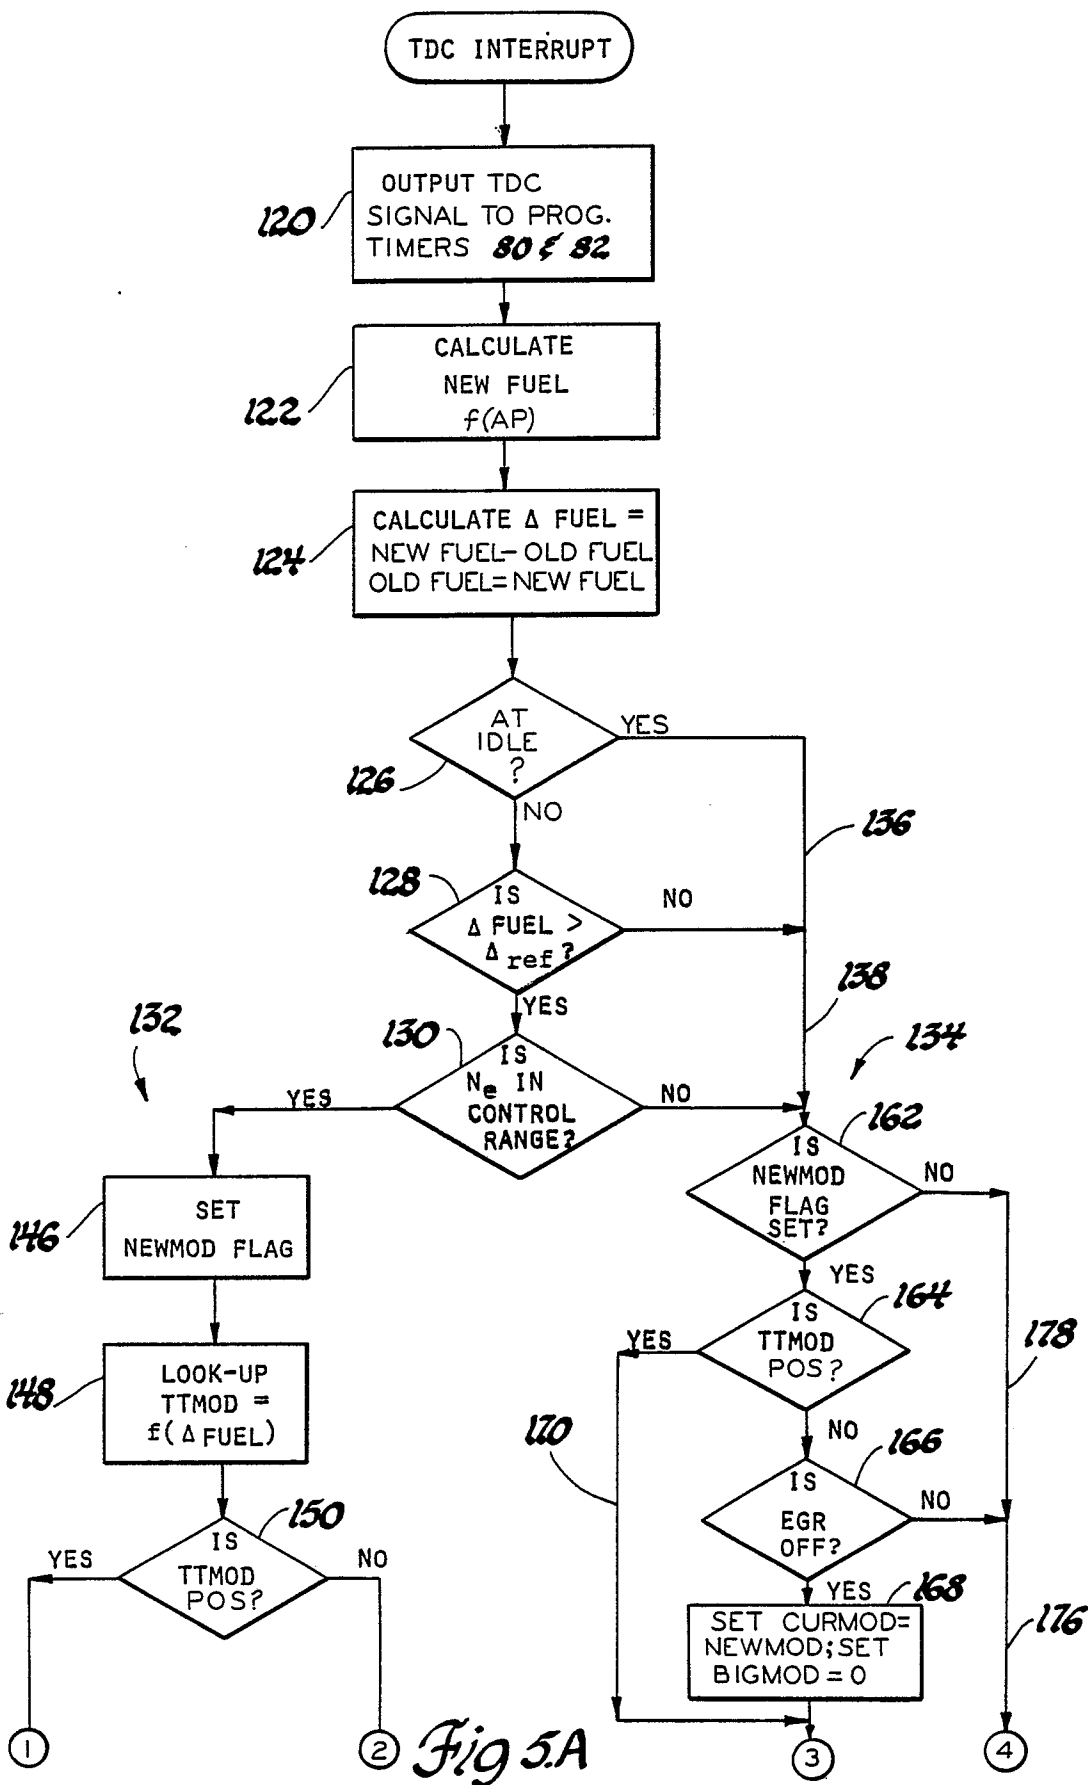 TDC INTERRUPT
120
OUTPUT TDC
SIGNAL TO PROG.
TIMERS 80 & 82
122
CALCULATE
NEW FUEL
f(AP)
124
CALCULATE Δ FUEL =
NEW FUEL- OLD FUEL
OLD FUEL= NEW FUEL
126
AT
IDLE
?
YES
NO
136
128
IS
Δ FUEL >
Δref?
NO
YES
138
132
130
IS
Ne IN
CONTROL
RANGE?
YES
NO
134
146
SET
NEWMOD FLAG
162
IS
NEWMOD
FLAG
SET?
NO
YES
148
LOOK-UP
TTMOD =
f(Δ FUEL)
164
IS
TTMOD
POS?
YES
NO
178
170
150
IS
TTMOD
POS?
YES
NO
166
IS
EGR
OFF?
NO
YES
168
SET CURMOD=
NEWMOD; SET
BIGMOD = 0
176
1
2
Fig 5.A
3
4